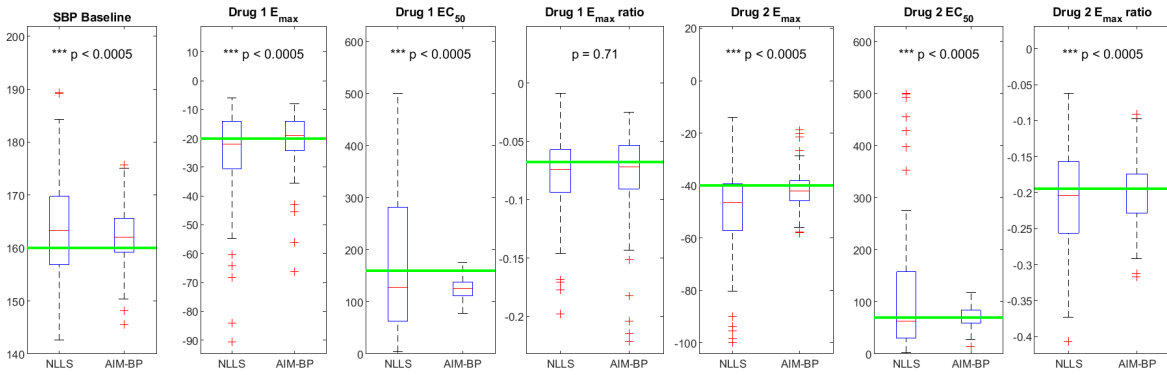 SBP Baseline
*** p < 0.0005
200
190
180
170
160
150
140
NLLS AIM-BP
Drug 1 Emax
*** p < 0.0005
10
0
-10
-20
-30
-40
-50
-60
-70
-80
-90
NLLS AIM-BP
Drug 1 EC50
*** p < 0.0005
600
500
400
300
200
100
0
NLLS AIM-BP
Drug 1 Emax ratio
p = 0.71
0
-0.05
-0.1
-0.15
-0.2
NLLS AIM-BP
Drug 2 Emax
*** p < 0.0005
20
0
-20
-40
-60
-80
-100
NLLS AIM-BP
Drug 2 EC50
*** p < 0.0005
600
500
400
300
200
100
0
NLLS AIM-BP
Drug 2 Emax ratio
*** p < 0.0005
0
-0.05
-0.1
-0.15
-0.2
-0.25
-0.3
-0.35
-0.4
NLLS AIM-BP